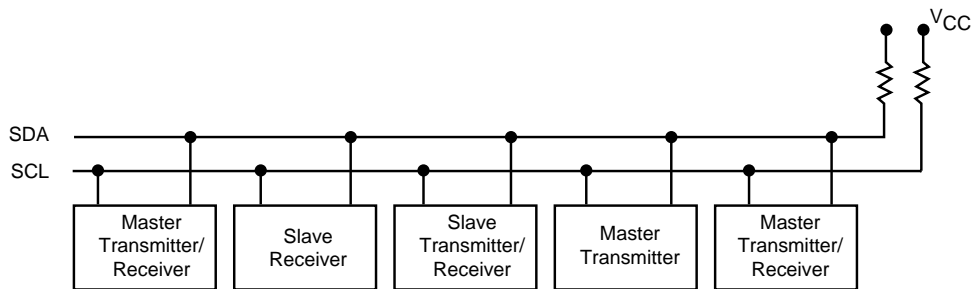 VCC
SDA
SCL
Master
Transmitter/
Receiver
Slave
Receiver
Slave
Transmitter/
Receiver
Master
Transmitter
Master
Transmitter/
Receiver